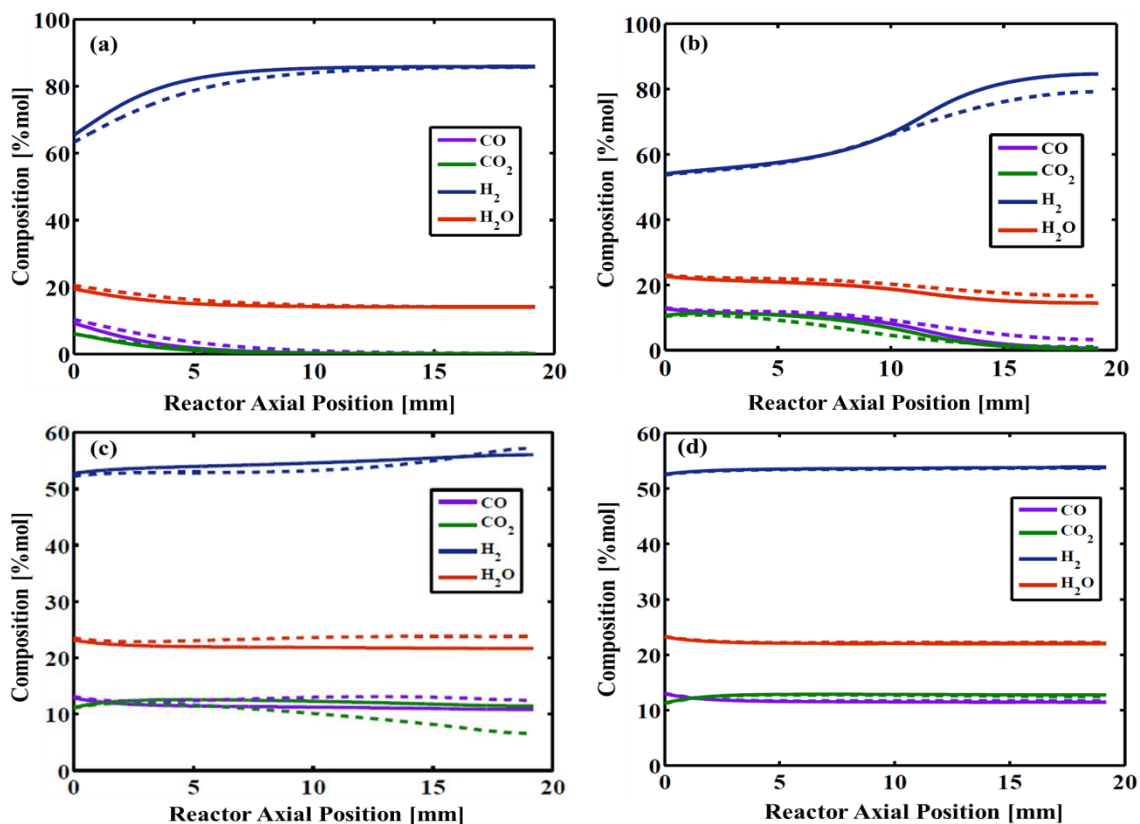 (a)
100
80
60
40
20
0
Composition [%mol]
CO
CO2
H2
H2O
0 5 10 15 20
Reactor Axial Position [mm]
(b)
100
80
60
40
20
0
Composition [%mol]
CO
CO2
H2
H2O
0 5 10 15 20
Reactor Axial Position [mm]
(c)
60
50
40
30
20
10
0
Composition [%mol]
CO
CO2
H2
H2O
0 5 10 15 20
Reactor Axial Position [mm]
(d)
60
50
40
30
20
10
0
Composition [%mol]
CO
CO2
H2
H2O
0 5 10 15 20
Reactor Axial Position [mm]